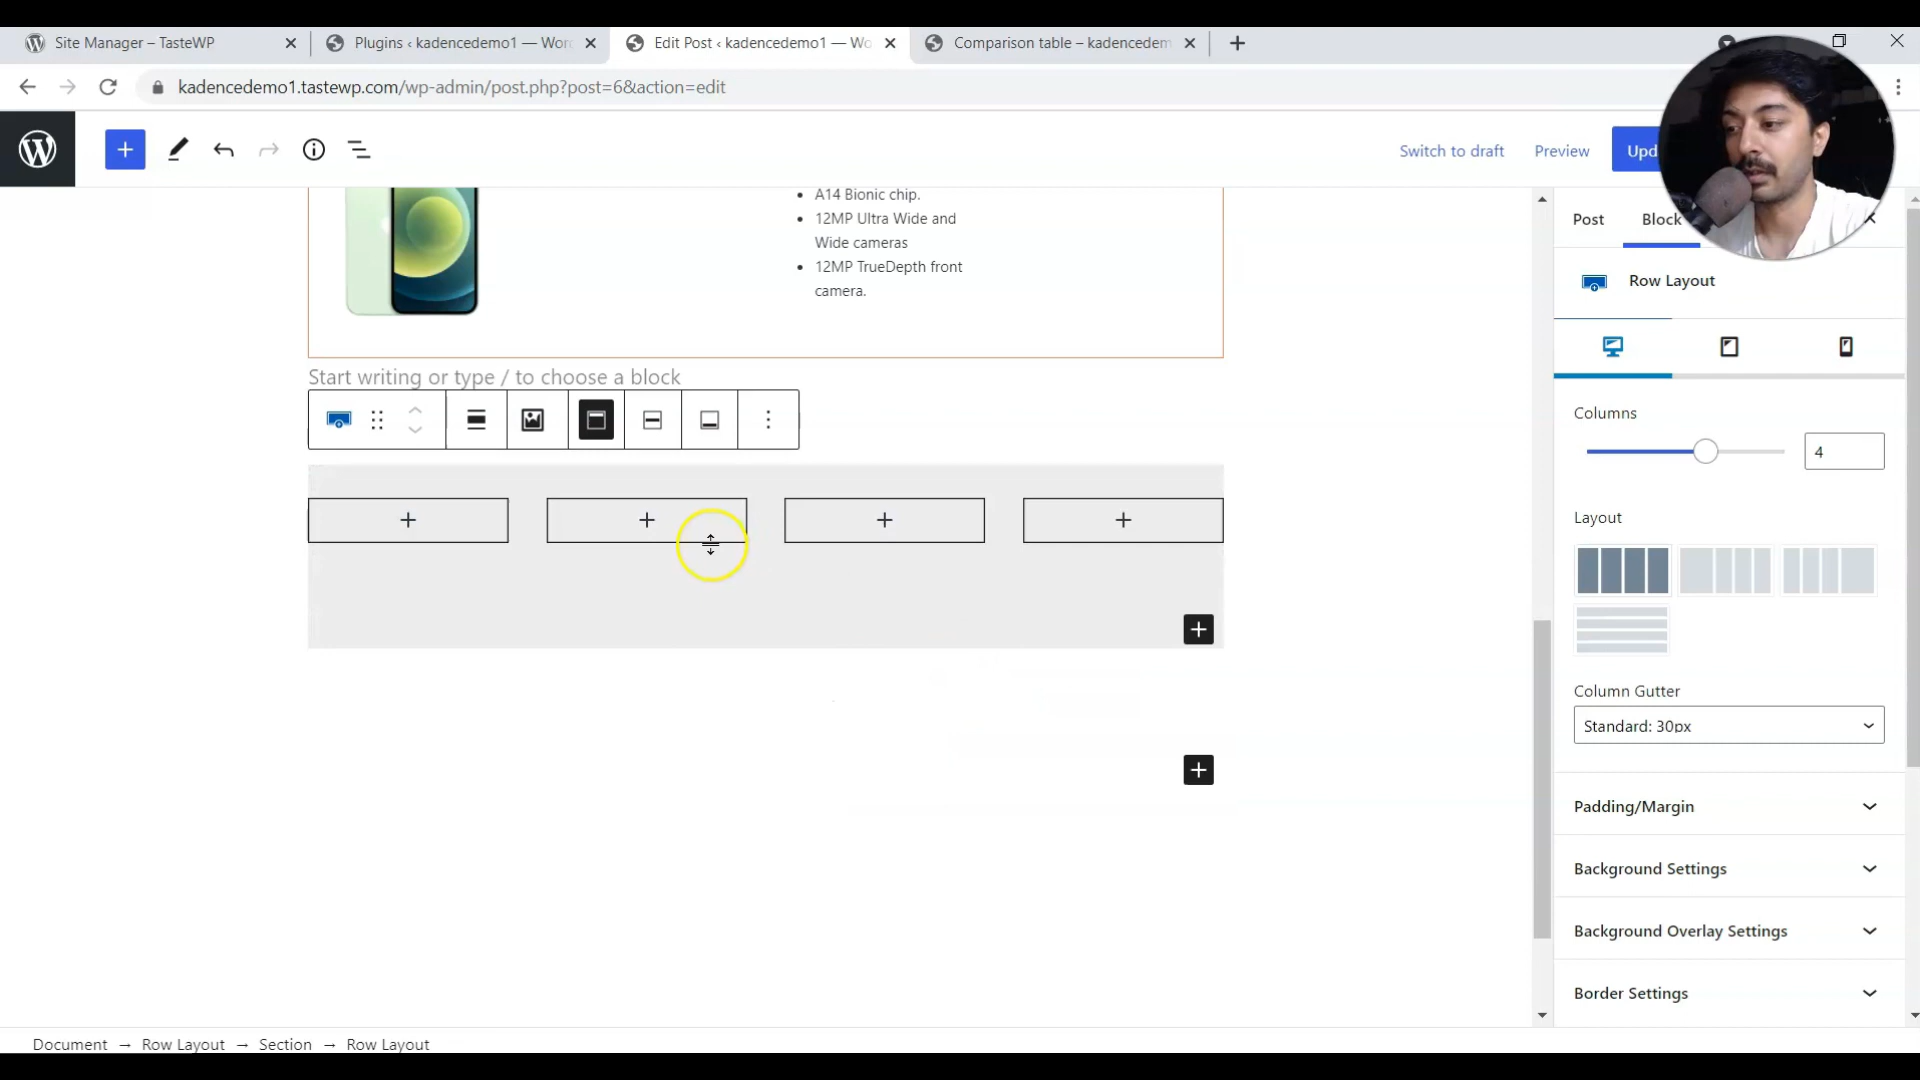 Site Manager – TasteWP
Plugins ‹ kadencedemo1 — Wor
Edit Post ‹ kadencedemo1 — Wo
Comparison table – kadencedem
kadencedemo1.tastewp.com/wp-admin/post.php?post=6&action=edit
Switch to draft
Preview
Upd
• A14 Bionic chip.
• 12MP Ultra Wide and
Wide cameras
• 12MP TrueDepth front
camera.
Start writing or type / to choose a block
Post
Block
Row Layout
Columns
4
Layout
Column Gutter
Standard: 30px
Padding/Margin
Background Settings
Background Overlay Settings
Border Settings
Document → Row Layout → Section → Row Layout